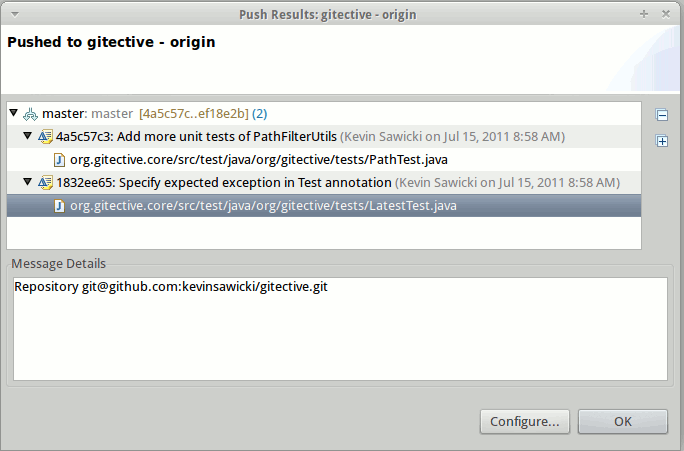 Push Results: gitective - origin
Pushed to gitective - origin
master: master [4a5c57c..ef18e2b] (2)
4a5c57c3: Add more unit tests of PathFilterUtils (Kevin Sawicki on Jul 15, 2011 8:58 AM)
org.gitective.core/src/test/java/org/gitective/tests/PathTest.java
1832ee65: Specify expected exception in Test annotation (Kevin Sawicki on Jul 15, 2011 8:58 AM)
org.gitective.core/src/test/java/org/gitective/tests/LatestTest.java
Message Details
Repository git@github.com:kevinsawicki/gitective.git
Configure... OK